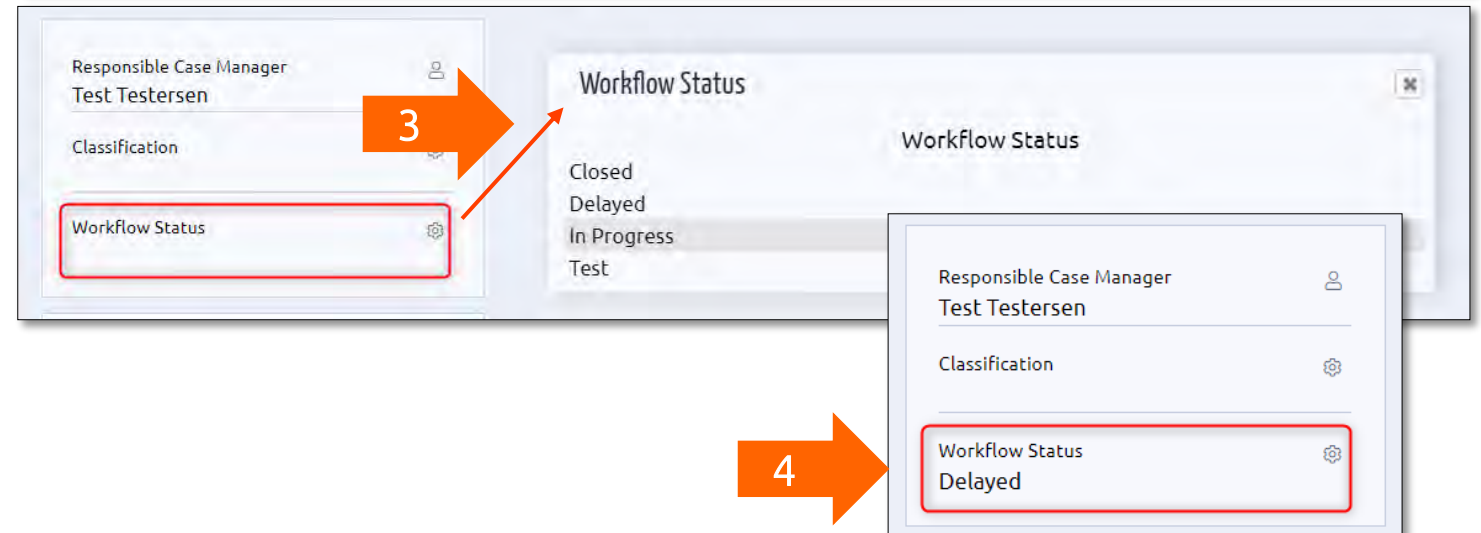 Responsible Case Manager
Test Testersen
Classification
Workflow Status
3
Workflow Status
Workflow Status
Closed
Delayed
In Progress
Test
4
Responsible Case Manager
Test Testersen
Classification
Workflow Status
Delayed